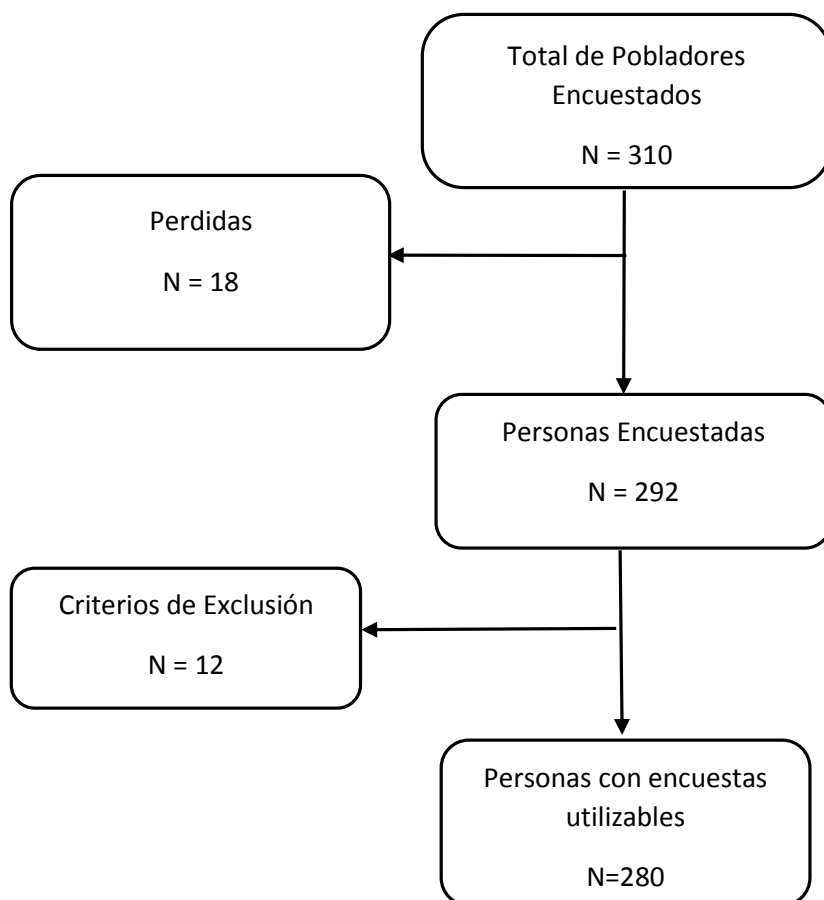 Total de Pobladores
Encuestados
N = 310
Perdidas
N = 18
Personas Encuestadas
N = 292
Criterios de Exclusión
N = 12
Personas con encuestas
utilizables
N=280